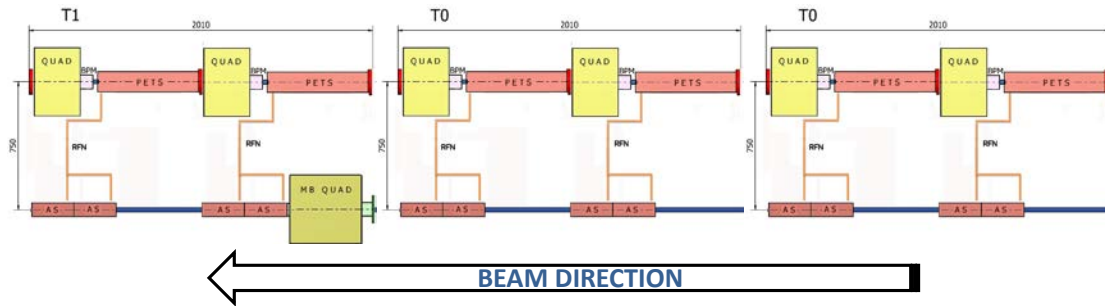 T1
T0
T0
2010
2010
2010
QUAD
BPM
PETS
QUAD
BPM
PETS
QUAD
BPM
PETS
QUAD
BPM
PETS
QUAD
BPM
PETS
QUAD
BPM
PETS
750
RFN
RFN
750
RFN
RFN
750
RFN
RFN
AS
AS
AS
AS
MB QUAD
AS
AS
AS
AS
AS
AS
AS
AS
BEAM DIRECTION